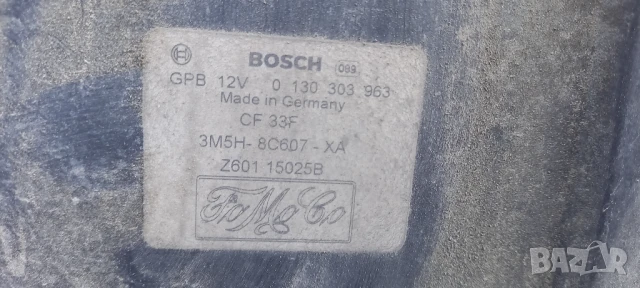 BOSCH (099)
GPB 12V 0 130 303 963
Made in Germany
CF 33F
3M5H-8C607-XA
Z601 15025B
FoMoCo
BAZAR